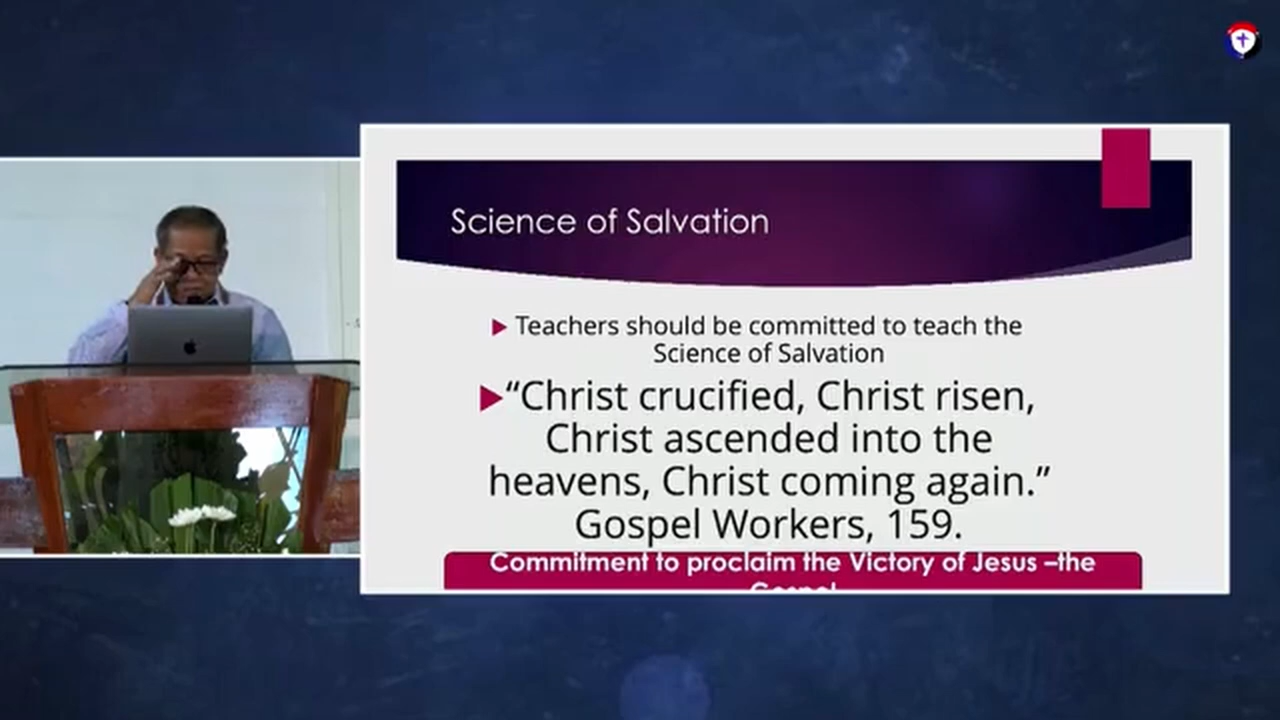 Science of Salvation
Teachers should be committed to teach the
Science of Salvation
“Christ crucified, Christ risen,
Christ ascended into the
heavens, Christ coming again.”
Gospel Workers, 159.
Commitment to proclaim the Victory of Jesus –the
Gospel